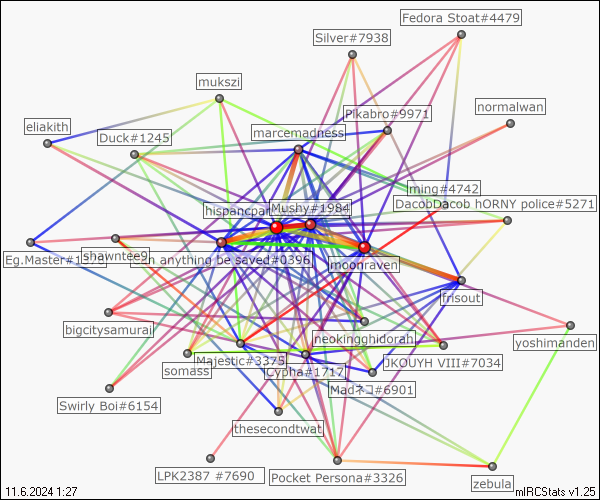 Fedora Stoat#4479
Silver#7938
mukszi
Pikabro#9971
normalwan
eliakith
Duck#1245
marcemadness
ming#4742
hispancpai
Mushy#1984
DacobDacob hORNY police#5271
Eg.Master#1
shawntee9
an anything be saved#0396
moonraven
frisout
bigcitysamurai
neokingghidorah
yoshimanden
somass
Majestic#3375
Cypha#1717
JKOUYH VIII#7034
Madネコ#6901
Swirly Boi#6154
thesecondtwat
LPK2387 #7690
Pocket Persona#3326
zebula
11.6.2024 1:27
mIRCStats v1.25